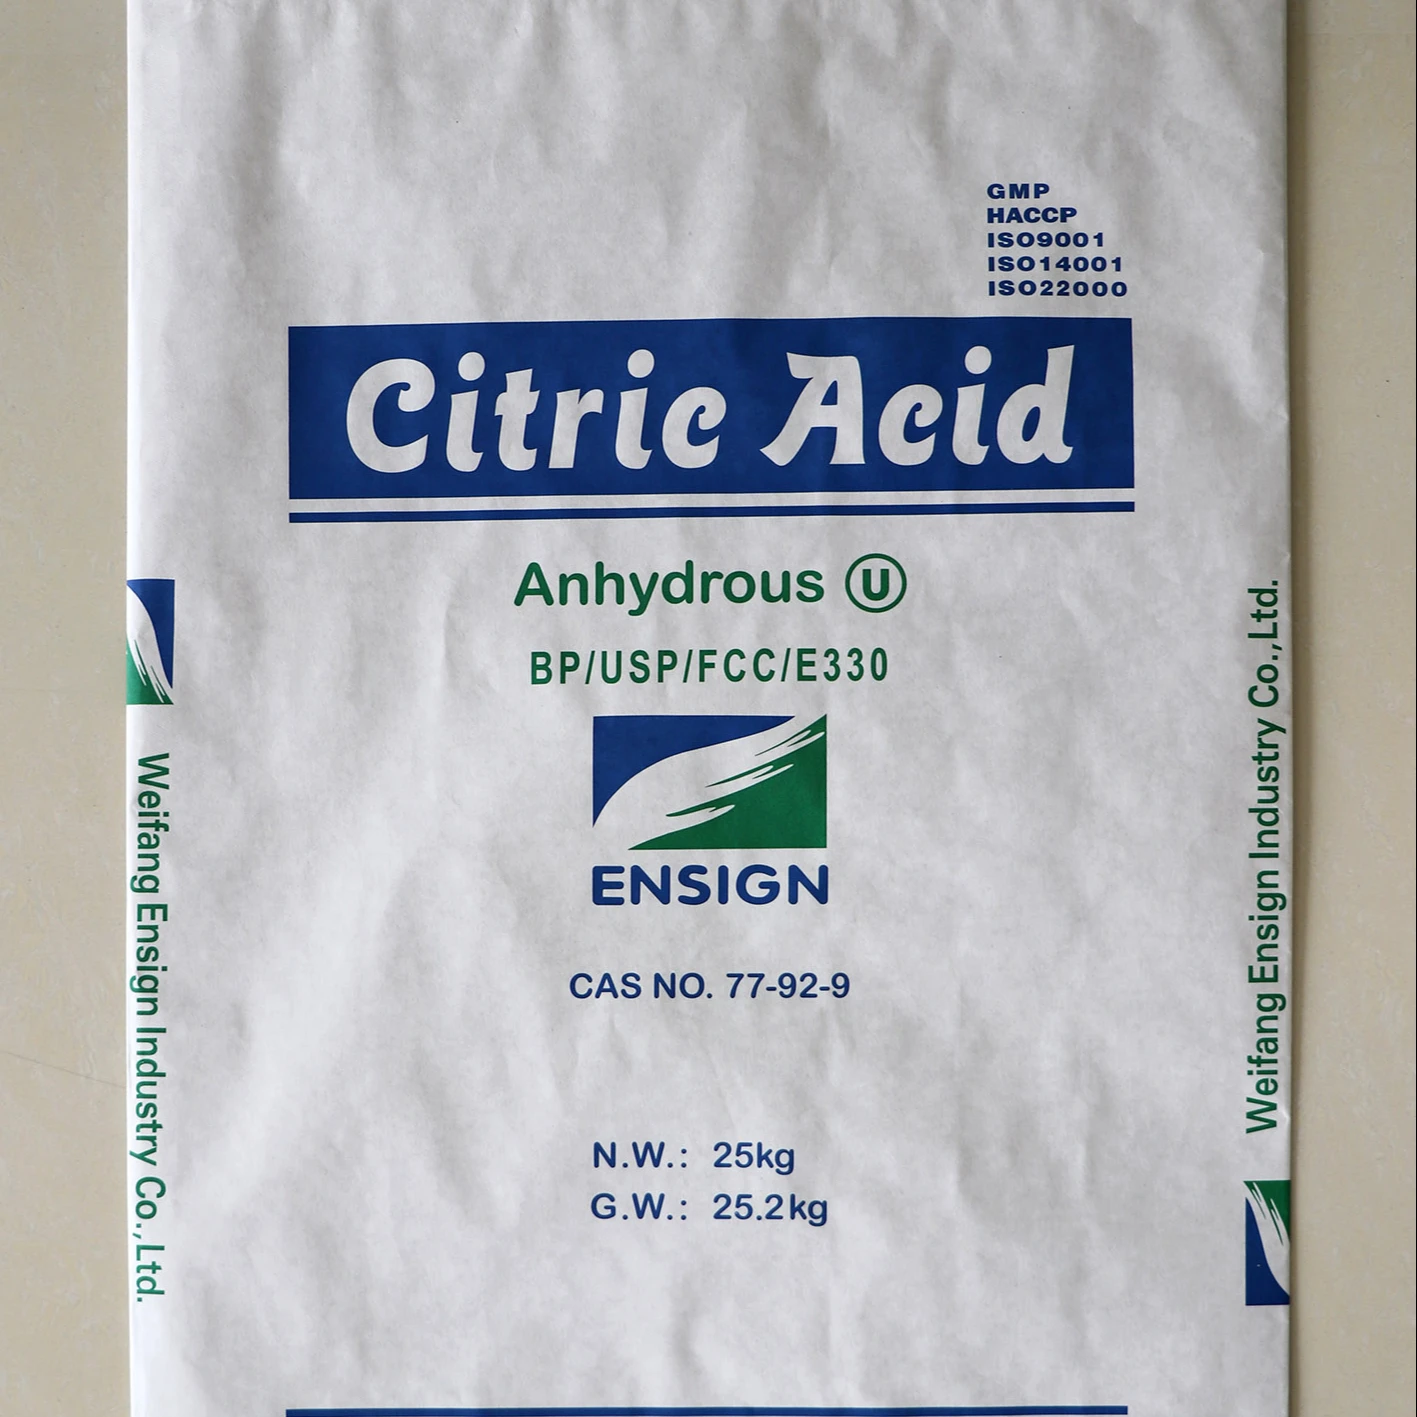 GMP
HACCP
ISO9001
ISO14001
ISO22000
Citric Acid
Anhydrous Ⓤ
BP/USP/FCC/E330
ENSIGN
CAS NO. 77-92-9
N.W.: 25kg
G.W.: 25.2kg
Weifang Ensign Industry Co.,Ltd.
Weifang Ensign Industry Co.,Ltd.